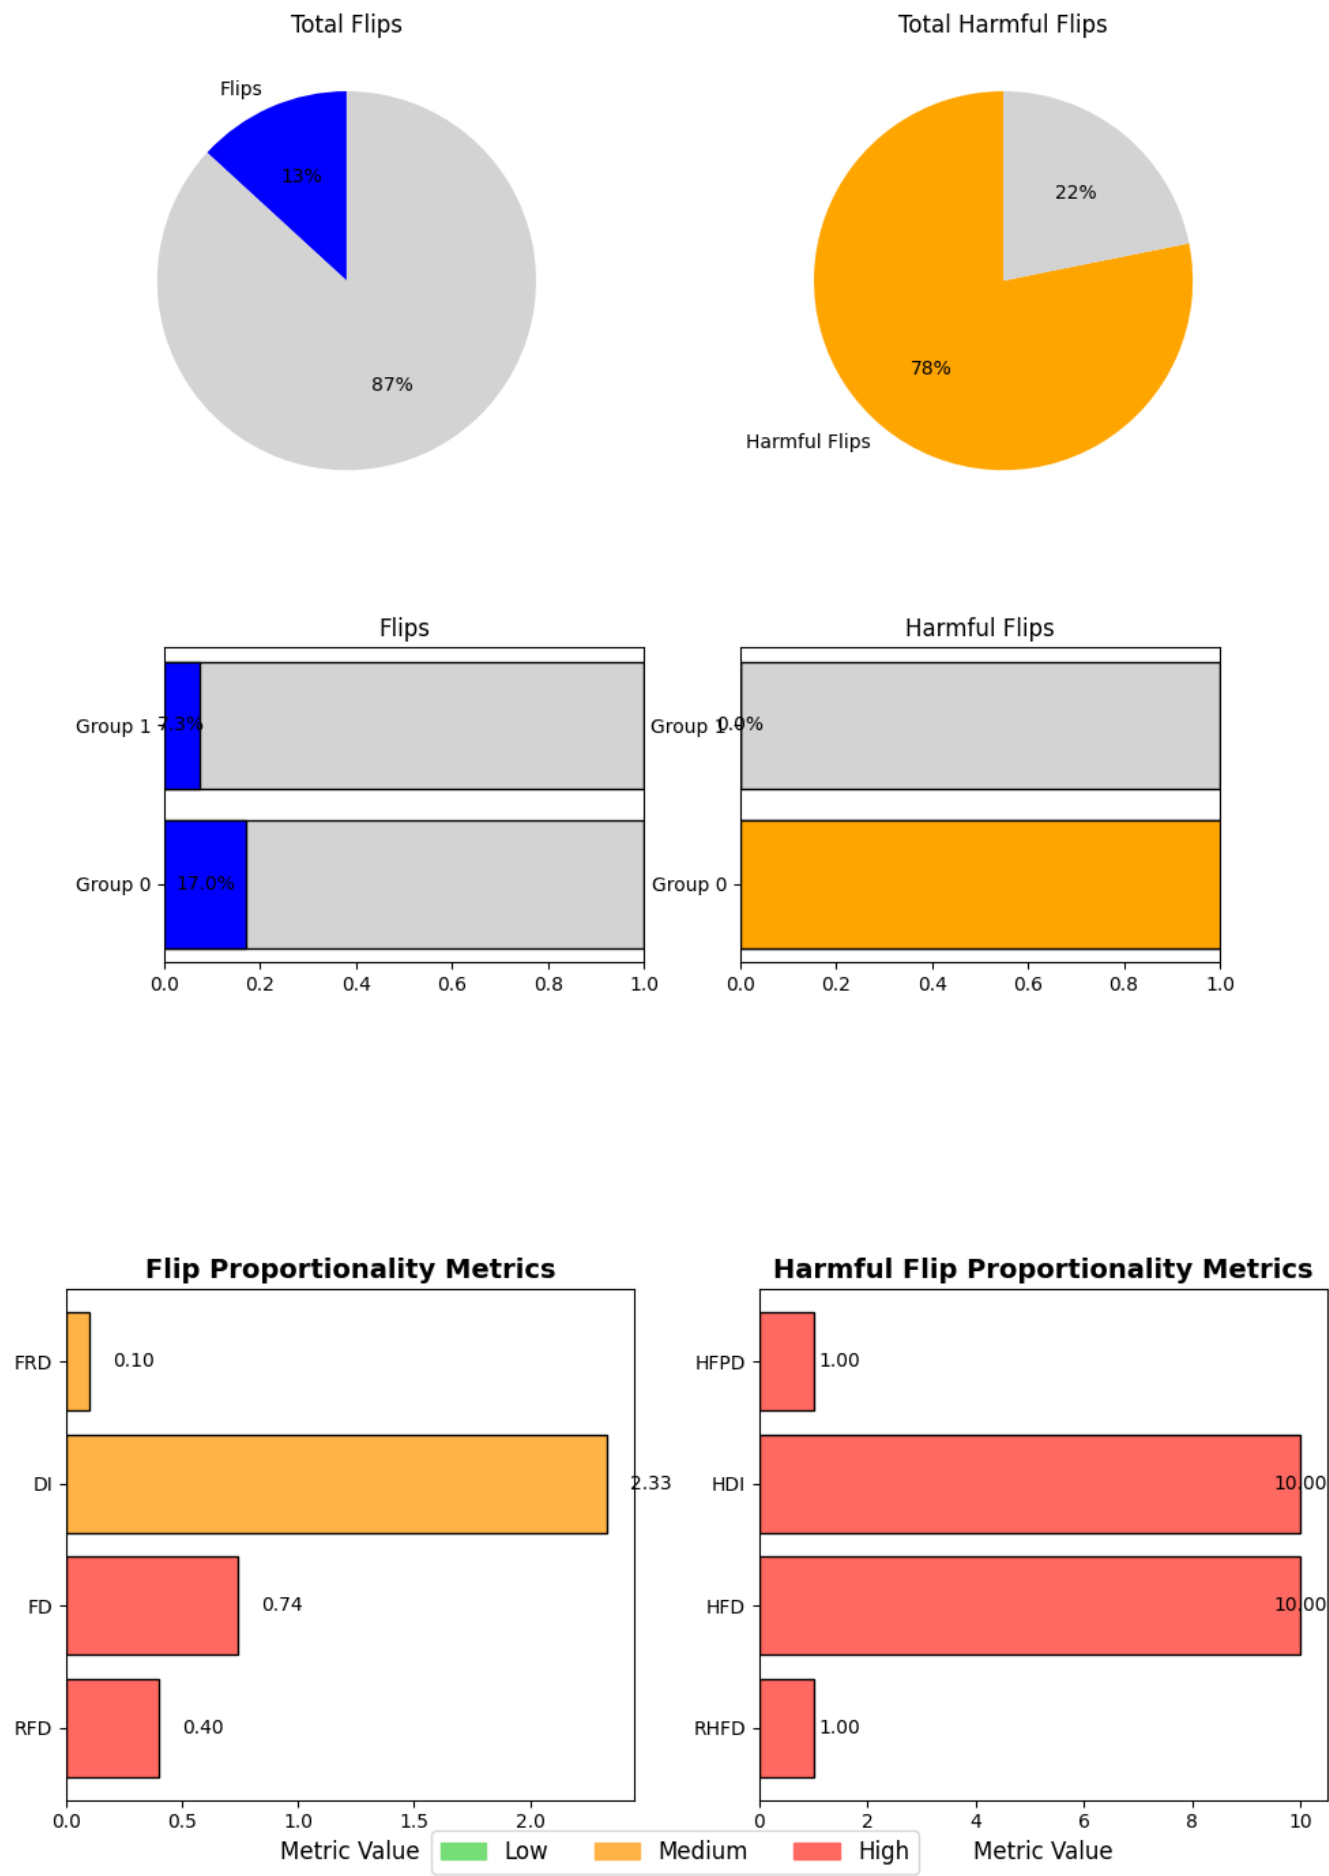 Total Flips
Total Harmful Flips
Flips
13%
87%
22%
78%
Harmful Flips
Flips
Harmful Flips
Group 1
7.3%
Group 0
17.0%
0.0 0.2 0.4 0.6 0.8 1.0
Group 1
0.0%
Group 0
0.0 0.2 0.4 0.6 0.8 1.0
Flip Proportionality Metrics
FRD
0.10
DI
2.33
FD
0.74
RFD
0.40
0.0 0.5 1.0 1.5 2.0
Metric Value
Harmful Flip Proportionality Metrics
HFPD
1.00
HDI
10.00
HFD
10.00
RHFD
1.00
0 2 4 6 8 10
Metric Value
Low Medium High